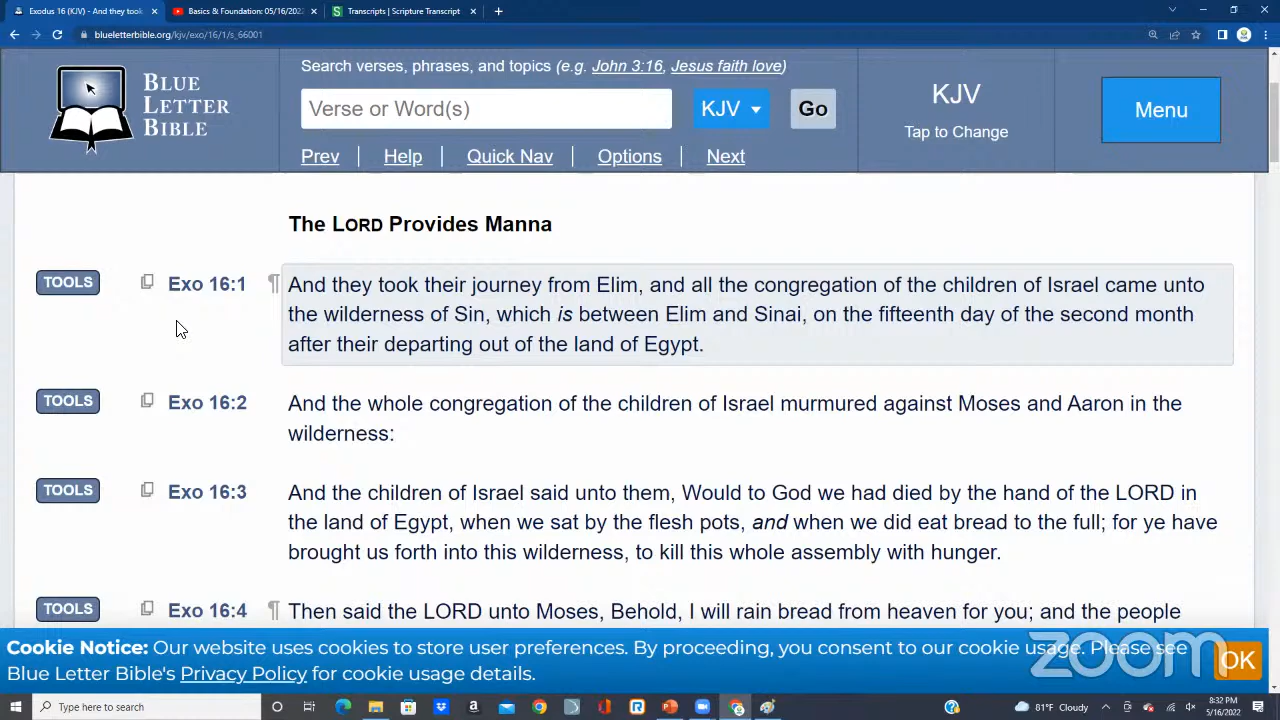 Exodus 16 (KJV) - And they took
Basics & Foundation: 05/16/2022
Transcripts | Scripture Transcript
blueletterbible.org/kjv/exo/16/1/s_66001
BLUE
LETTER
BIBLE
Search verses, phrases, and topics (e.g. John 3:16, Jesus faith love)
Verse or Word(s)
KJV
Go
Prev | Help | Quick Nav | Options | Next
KJV
Tap to Change
Menu
The LORD Provides Manna
TOOLS Exo 16:1 ¶ And they took their journey from Elim, and all the congregation of the children of Israel came unto
the wilderness of Sin, which is between Elim and Sinai, on the fifteenth day of the second month
after their departing out of the land of Egypt.
TOOLS Exo 16:2 And the whole congregation of the children of Israel murmured against Moses and Aaron in the
wilderness:
TOOLS Exo 16:3 And the children of Israel said unto them, Would to God we had died by the hand of the LORD in
the land of Egypt, when we sat by the flesh pots, and when we did eat bread to the full; for ye have
brought us forth into this wilderness, to kill this whole assembly with hunger.
TOOLS Exo 16:4 ¶ Then said the LORD unto Moses, Behold, I will rain bread from heaven for you; and the people
Cookie Notice: Our website uses cookies to store user preferences. By proceeding, you consent to our cookie usage. Please see
Blue Letter Bible's Privacy Policy for cookie usage details.
OK
zoom
Type here to search
81°F Cloudy
8:32 PM
5/16/2022